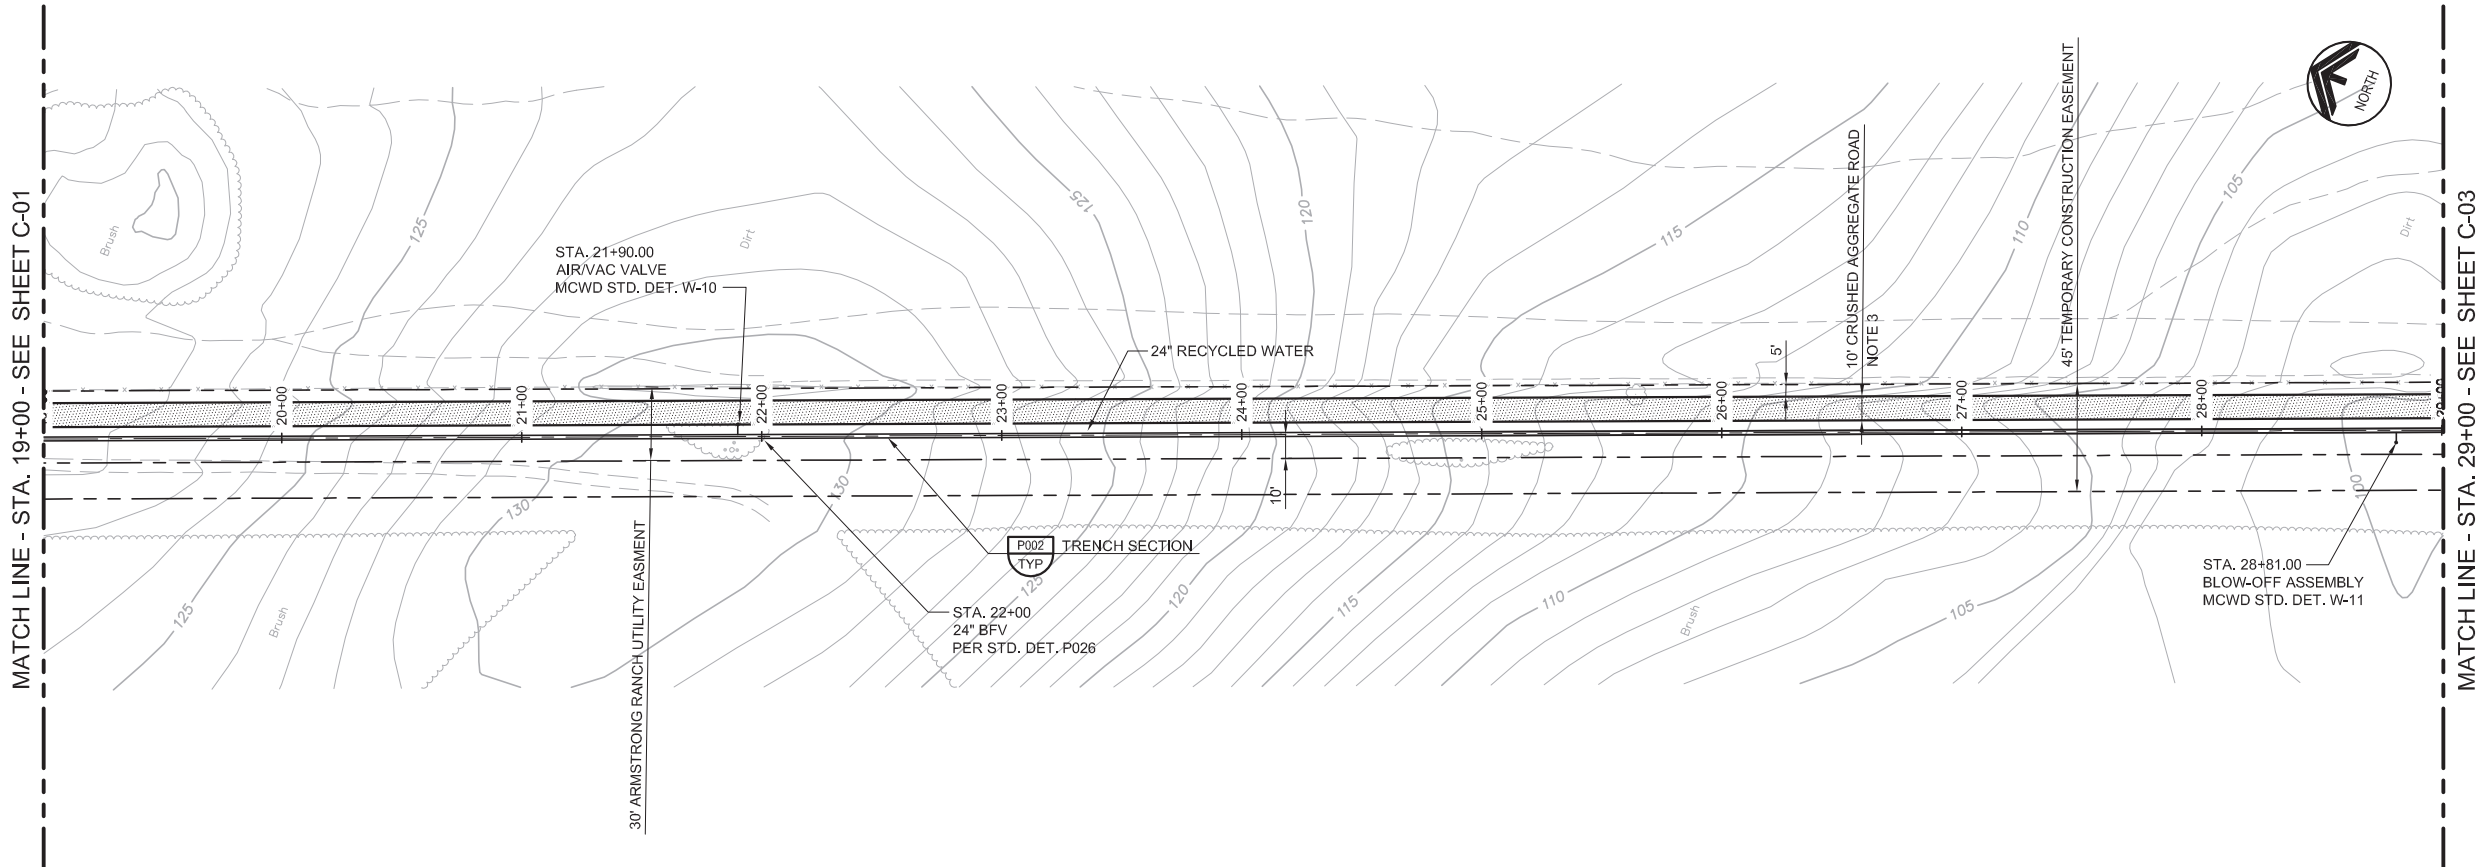 MATCH LINE - STA. 19+00 - SEE  SHEET C-01
Brush
125
STA. 21+90.00
AIR/VAC VALVE
MCWD STD. DET. W-10
Dirt
125
120
24" RECYCLED WATER
115
5'
10' CRUSHED AGGREGATE ROAD
NOTE 3
110
45' TEMPORARY CONSTRUCTION EASEMENT
105
NORTH
Dirt
MATCH LINE - STA. 29+00 - SEE  SHEET C-03
20+00
21+00
22+00
23+00
24+00
25+00
26+00
27+00
28+00
29+00
130
130
10'
100
30' ARMSTRONG RANCH UTILITY EASMENT
P002
TYP
TRENCH SECTION
125
Brush
125
120
115
110
105
Brush
STA. 22+00
24" BFV
PER STD. DET. P026
STA. 28+81.00
BLOW-OFF ASSEMBLY
MCWD STD. DET. W-11